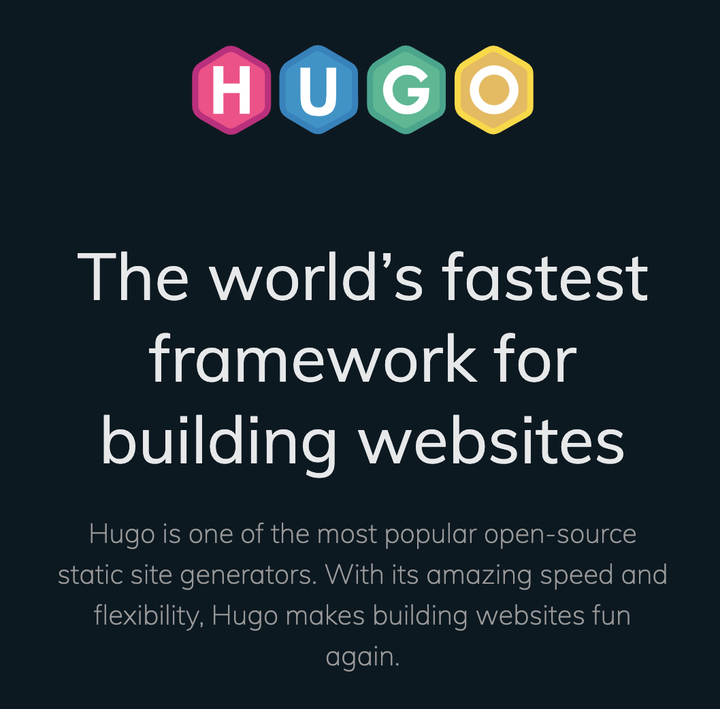 HUGO
The world’s fastest
framework for
building websites
Hugo is one of the most popular open-source
static site generators. With its amazing speed and
flexibility, Hugo makes building websites fun
again.